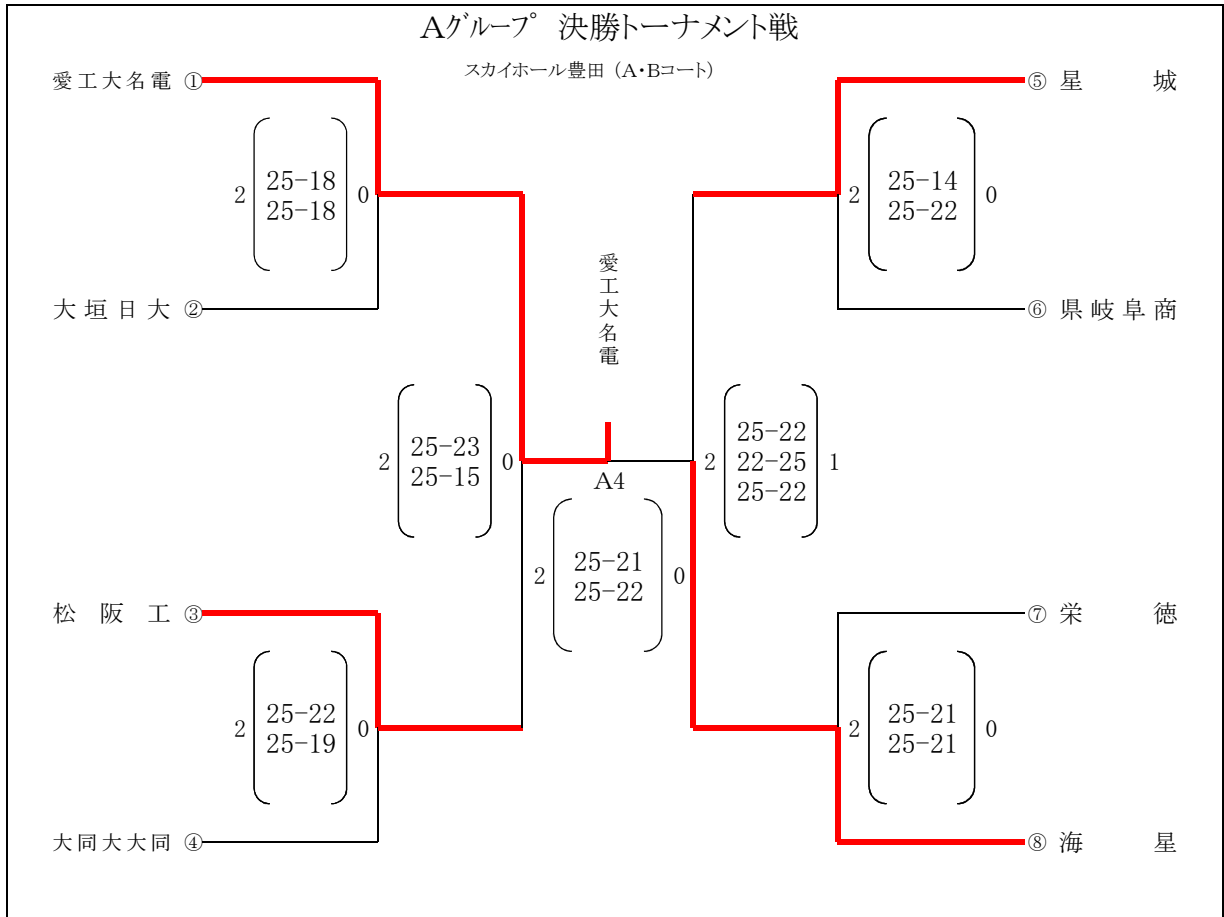 Aグループ 決勝トーナメント戦
スカイホール豊田 (A・Bコート)
愛工大名電 ①
2 25-18 0
25-18
大垣日大 ②
2 25-23 0
25-15
松阪工 ③
2 25-22 0
25-19
大同大大同 ④
愛工大名電
A4
2 25-21 0
25-22
⑤ 星城
2 25-14 0
25-22
⑥ 県岐阜商
25-22
2 22-25 1
25-22
⑦ 栄徳
2 25-21 0
25-21
⑧ 海星